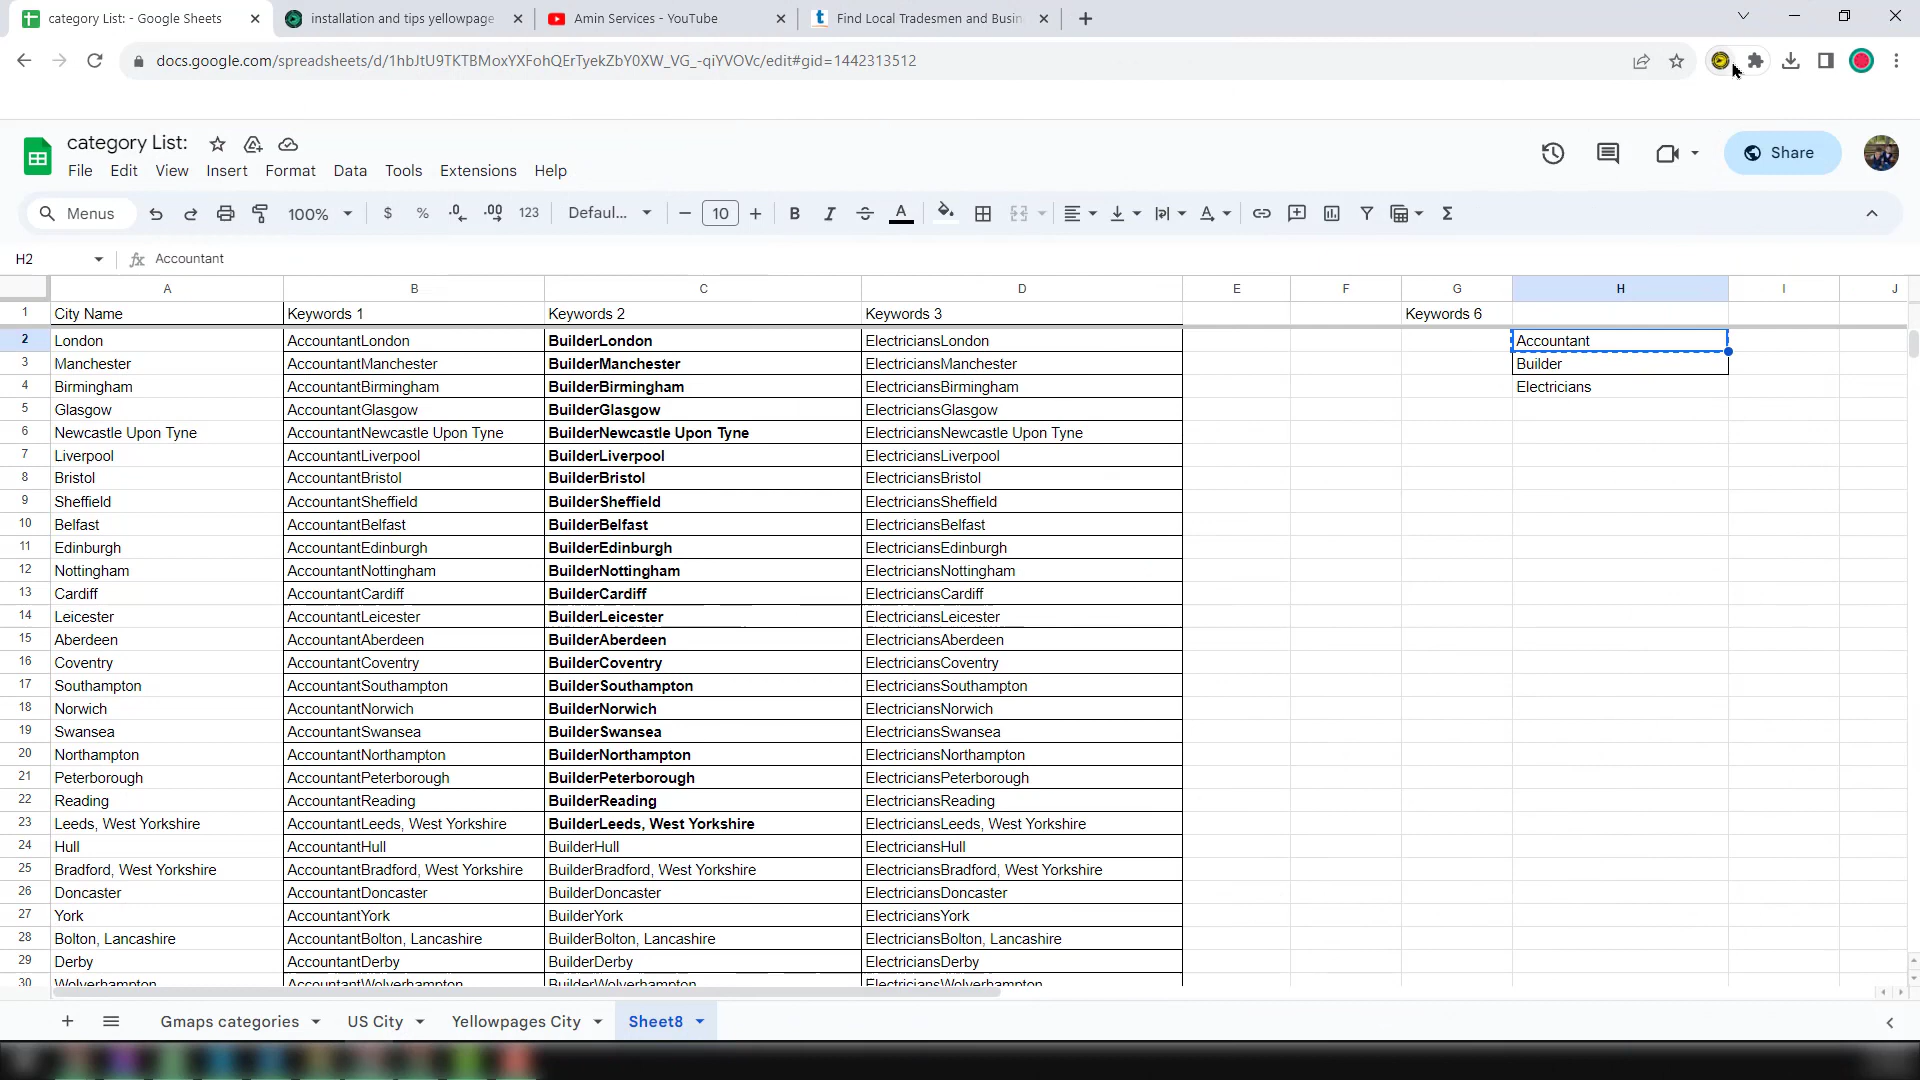 category List: - Google Sheets
installation and tips yellowpage
Amin Services - YouTube
Find Local Tradesmen and Busin
docs.google.com/spreadsheets/d/1hbJtU9TKTBMoxYXFohQErTyekZbY0XW_VG_-qiYVOVc/edit#gid=1442313512
category List:
File Edit View Insert Format Data Tools Extensions Help
Share
Menus 100% $ % .0 .00 123 Defaul... 10 B I A
H2 Accountant
A B C D E F G H I J
1 City Name Keywords 1 Keywords 2 Keywords 3 Keywords 6
2 London AccountantLondon BuilderLondon ElectriciansLondon Accountant
3 Manchester AccountantManchester BuilderManchester ElectriciansManchester Builder
4 Birmingham AccountantBirmingham BuilderBirmingham ElectriciansBirmingham Electricians
5 Glasgow AccountantGlasgow BuilderGlasgow ElectriciansGlasgow
6 Newcastle Upon Tyne AccountantNewcastle Upon Tyne BuilderNewcastle Upon Tyne ElectriciansNewcastle Upon Tyne
7 Liverpool AccountantLiverpool BuilderLiverpool ElectriciansLiverpool
8 Bristol AccountantBristol BuilderBristol ElectriciansBristol
9 Sheffield AccountantSheffield BuilderSheffield ElectriciansSheffield
10 Belfast AccountantBelfast BuilderBelfast ElectriciansBelfast
11 Edinburgh AccountantEdinburgh BuilderEdinburgh ElectriciansEdinburgh
12 Nottingham AccountantNottingham BuilderNottingham ElectriciansNottingham
13 Cardiff AccountantCardiff BuilderCardiff ElectriciansCardiff
14 Leicester AccountantLeicester BuilderLeicester ElectriciansLeicester
15 Aberdeen AccountantAberdeen BuilderAberdeen ElectriciansAberdeen
16 Coventry AccountantCoventry BuilderCoventry ElectriciansCoventry
17 Southampton AccountantSouthampton BuilderSouthampton ElectriciansSouthampton
18 Norwich AccountantNorwich BuilderNorwich ElectriciansNorwich
19 Swansea AccountantSwansea BuilderSwansea ElectriciansSwansea
20 Northampton AccountantNorthampton BuilderNorthampton ElectriciansNorthampton
21 Peterborough AccountantPeterborough BuilderPeterborough ElectriciansPeterborough
22 Reading AccountantReading BuilderReading ElectriciansReading
23 Leeds, West Yorkshire AccountantLeeds, West Yorkshire BuilderLeeds, West Yorkshire ElectriciansLeeds, West Yorkshire
24 Hull AccountantHull BuilderHull ElectriciansHull
25 Bradford, West Yorkshire AccountantBradford, West Yorkshire BuilderBradford, West Yorkshire ElectriciansBradford, West Yorkshire
26 Doncaster AccountantDoncaster BuilderDoncaster ElectriciansDoncaster
27 York AccountantYork BuilderYork ElectriciansYork
28 Bolton, Lancashire AccountantBolton, Lancashire BuilderBolton, Lancashire ElectriciansBolton, Lancashire
29 Derby AccountantDerby BuilderDerby ElectriciansDerby
30 Wolverhampton AccountantWolverhampton BuilderWolverhampton ElectriciansWolverhampton
Gmaps categories US City Yellowpages City Sheet8